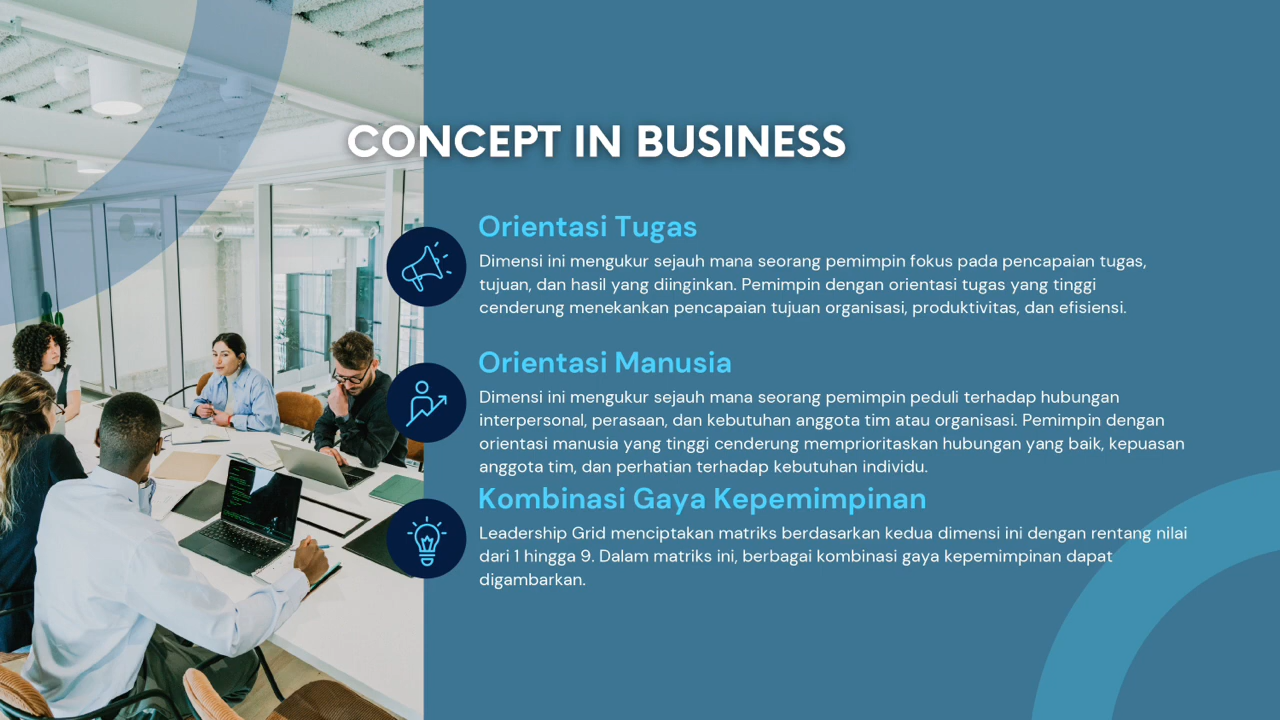 CONCEPT IN BUSINESS
Orientasi Tugas
Dimensi ini mengukur sejauh mana seorang pemimpin fokus pada pencapaian tugas,
tujuan, dan hasil yang diinginkan. Pemimpin dengan orientasi tugas yang tinggi
cenderung menekankan pencapaian tujuan organisasi, produktivitas, dan efisiensi.
Orientasi Manusia
Dimensi ini mengukur sejauh mana seorang pemimpin peduli terhadap hubungan
interpersonal, perasaan, dan kebutuhan anggota tim atau organisasi. Pemimpin dengan
orientasi manusia yang tinggi cenderung memprioritaskan hubungan yang baik, kepuasan
anggota tim, dan perhatian terhadap kebutuhan individu.
Kombinasi Gaya Kepemimpinan
Leadership Grid menciptakan matriks berdasarkan kedua dimensi ini dengan rentang nilai
dari 1 hingga 9. Dalam matriks ini, berbagai kombinasi gaya kepemimpinan dapat
digambarkan.